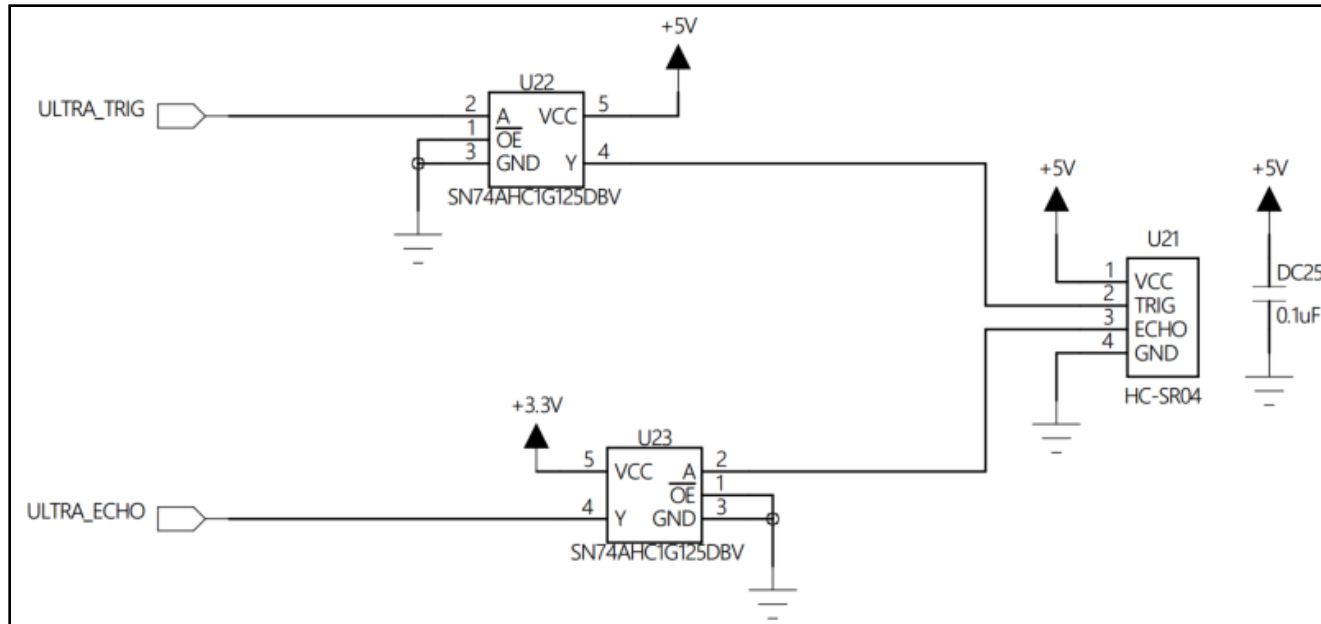 +5V
U22
ULTRA_TRIG
2 A VCC 5
1 OE
3 GND Y 4
SN74AHC1G125DBV
+5V
+5V
U21
1 VCC
2 TRIG
3 ECHO
4 GND
HC-SR04
DC25
0.1uF
+3.3V
U23
5 VCC A 2
OE 1
ULTRA_ECHO
4 Y GND 3
SN74AHC1G125DBV